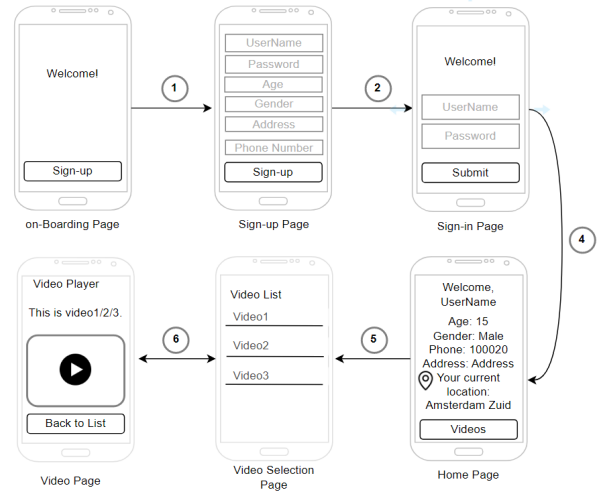 Welcome!
Sign-up
on-Boarding Page
1
UserName
Password
Age
Gender
Address
Phone Number
Sign-up
Sign-up Page
2
Welcome!
UserName
Password
Submit
Sign-in Page
4
Welcome,
UserName
Age: 15
Gender: Male
Phone: 100020
Address: Address
Your current
location:
Amsterdam Zuid
Videos
Home Page
5
Video List
Video1
Video2
Video3
Video Selection
Page
6
Video Player
This is video1/2/3.
Back to List
Video Page